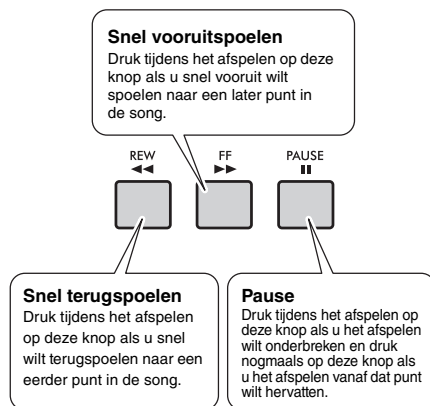 Snel vooruitspoelen
Druk tijdens het afspelen op deze
knop als u snel vooruit wilt
spoelen naar een later punt in
de song.
REW
FF
PAUSE
Snel terugspoelen
Druk tijdens het afspelen
op deze knop als u snel
wilt terugspoelen naar een
eerder punt in de song.
Pause
Druk tijdens het afspelen op
deze knop als u het afspelen
wilt onderbreken en druk
nogmaals op deze knop als
u het afspelen vanaf dat punt
wilt hervatten.